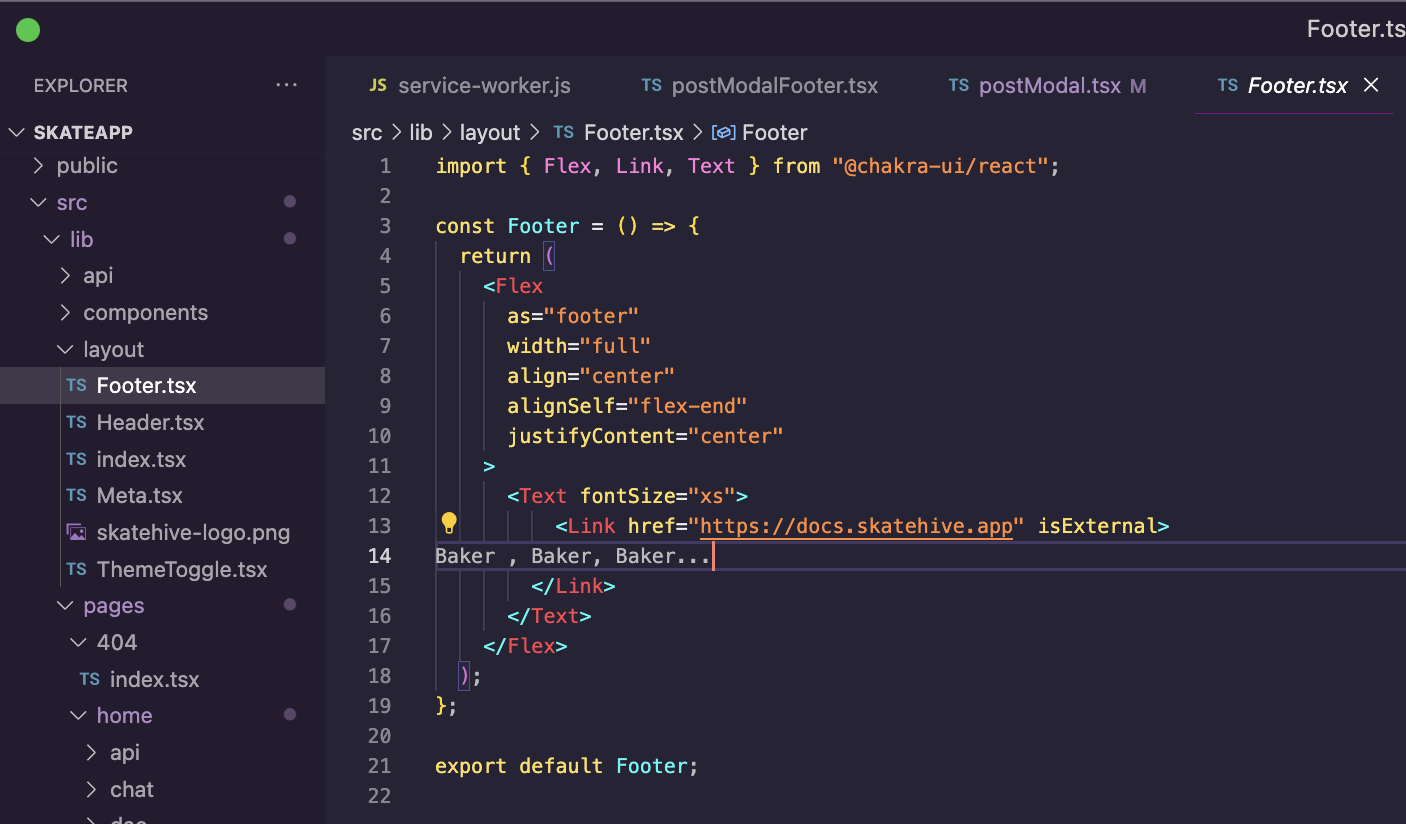 Footer.ts
EXPLORER ...
JS service-worker.js TS postModalFooter.tsx TS postModal.tsx M TS Footer.tsx
SKATEAPP
src > lib > layout > TS Footer.tsx > Footer
public
src
lib
api
components
layout
TS Footer.tsx
TS Header.tsx
TS index.tsx
TS Meta.tsx
skatehive-logo.png
TS ThemeToggle.tsx
pages
404
TS index.tsx
home
api
chat
1 import { Flex, Link, Text } from "@chakra-ui/react";
2
3 const Footer = () => {
4 return (
5 <Flex
6 as="footer"
7 width="full"
8 align="center"
9 alignSelf="flex-end"
10 justifyContent="center"
11 >
12 <Text fontSize="xs">
13 <Link href="https://docs.skatehive.app" isExternal>
14 Baker , Baker, Baker...
15 </Link>
16 </Text>
17 </Flex>
18 );
19 };
20
21 export default Footer;
22